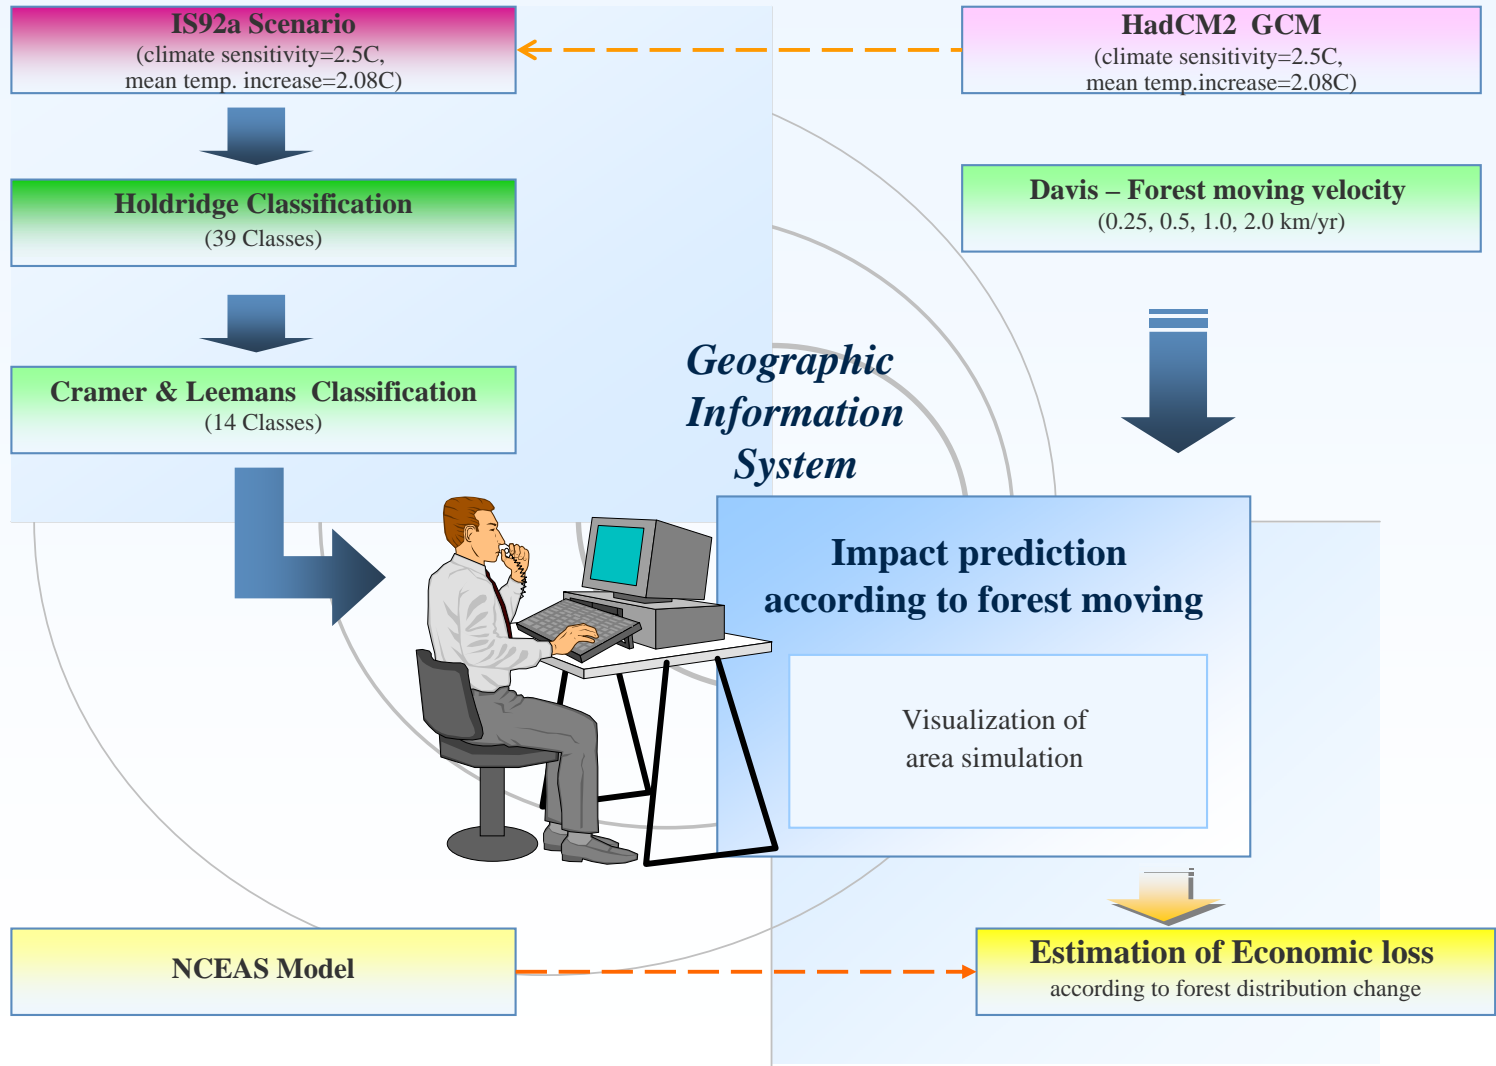 IS92a Scenario
(climate sensitivity=2.5C,
mean temp. increase=2.08C)
HadCM2 GCM
(climate sensitivity=2.5C,
mean temp.increase=2.08C)
Holdridge Classification
(39 Classes)
Davis – Forest moving velocity
(0.25, 0.5, 1.0, 2.0 km/yr)
Cramer & Leemans Classification
(14 Classes)
Geographic
Information
System
Impact prediction
according to forest moving
Visualization of
area simulation
NCEAS Model
Estimation of Economic loss
according to forest distribution change